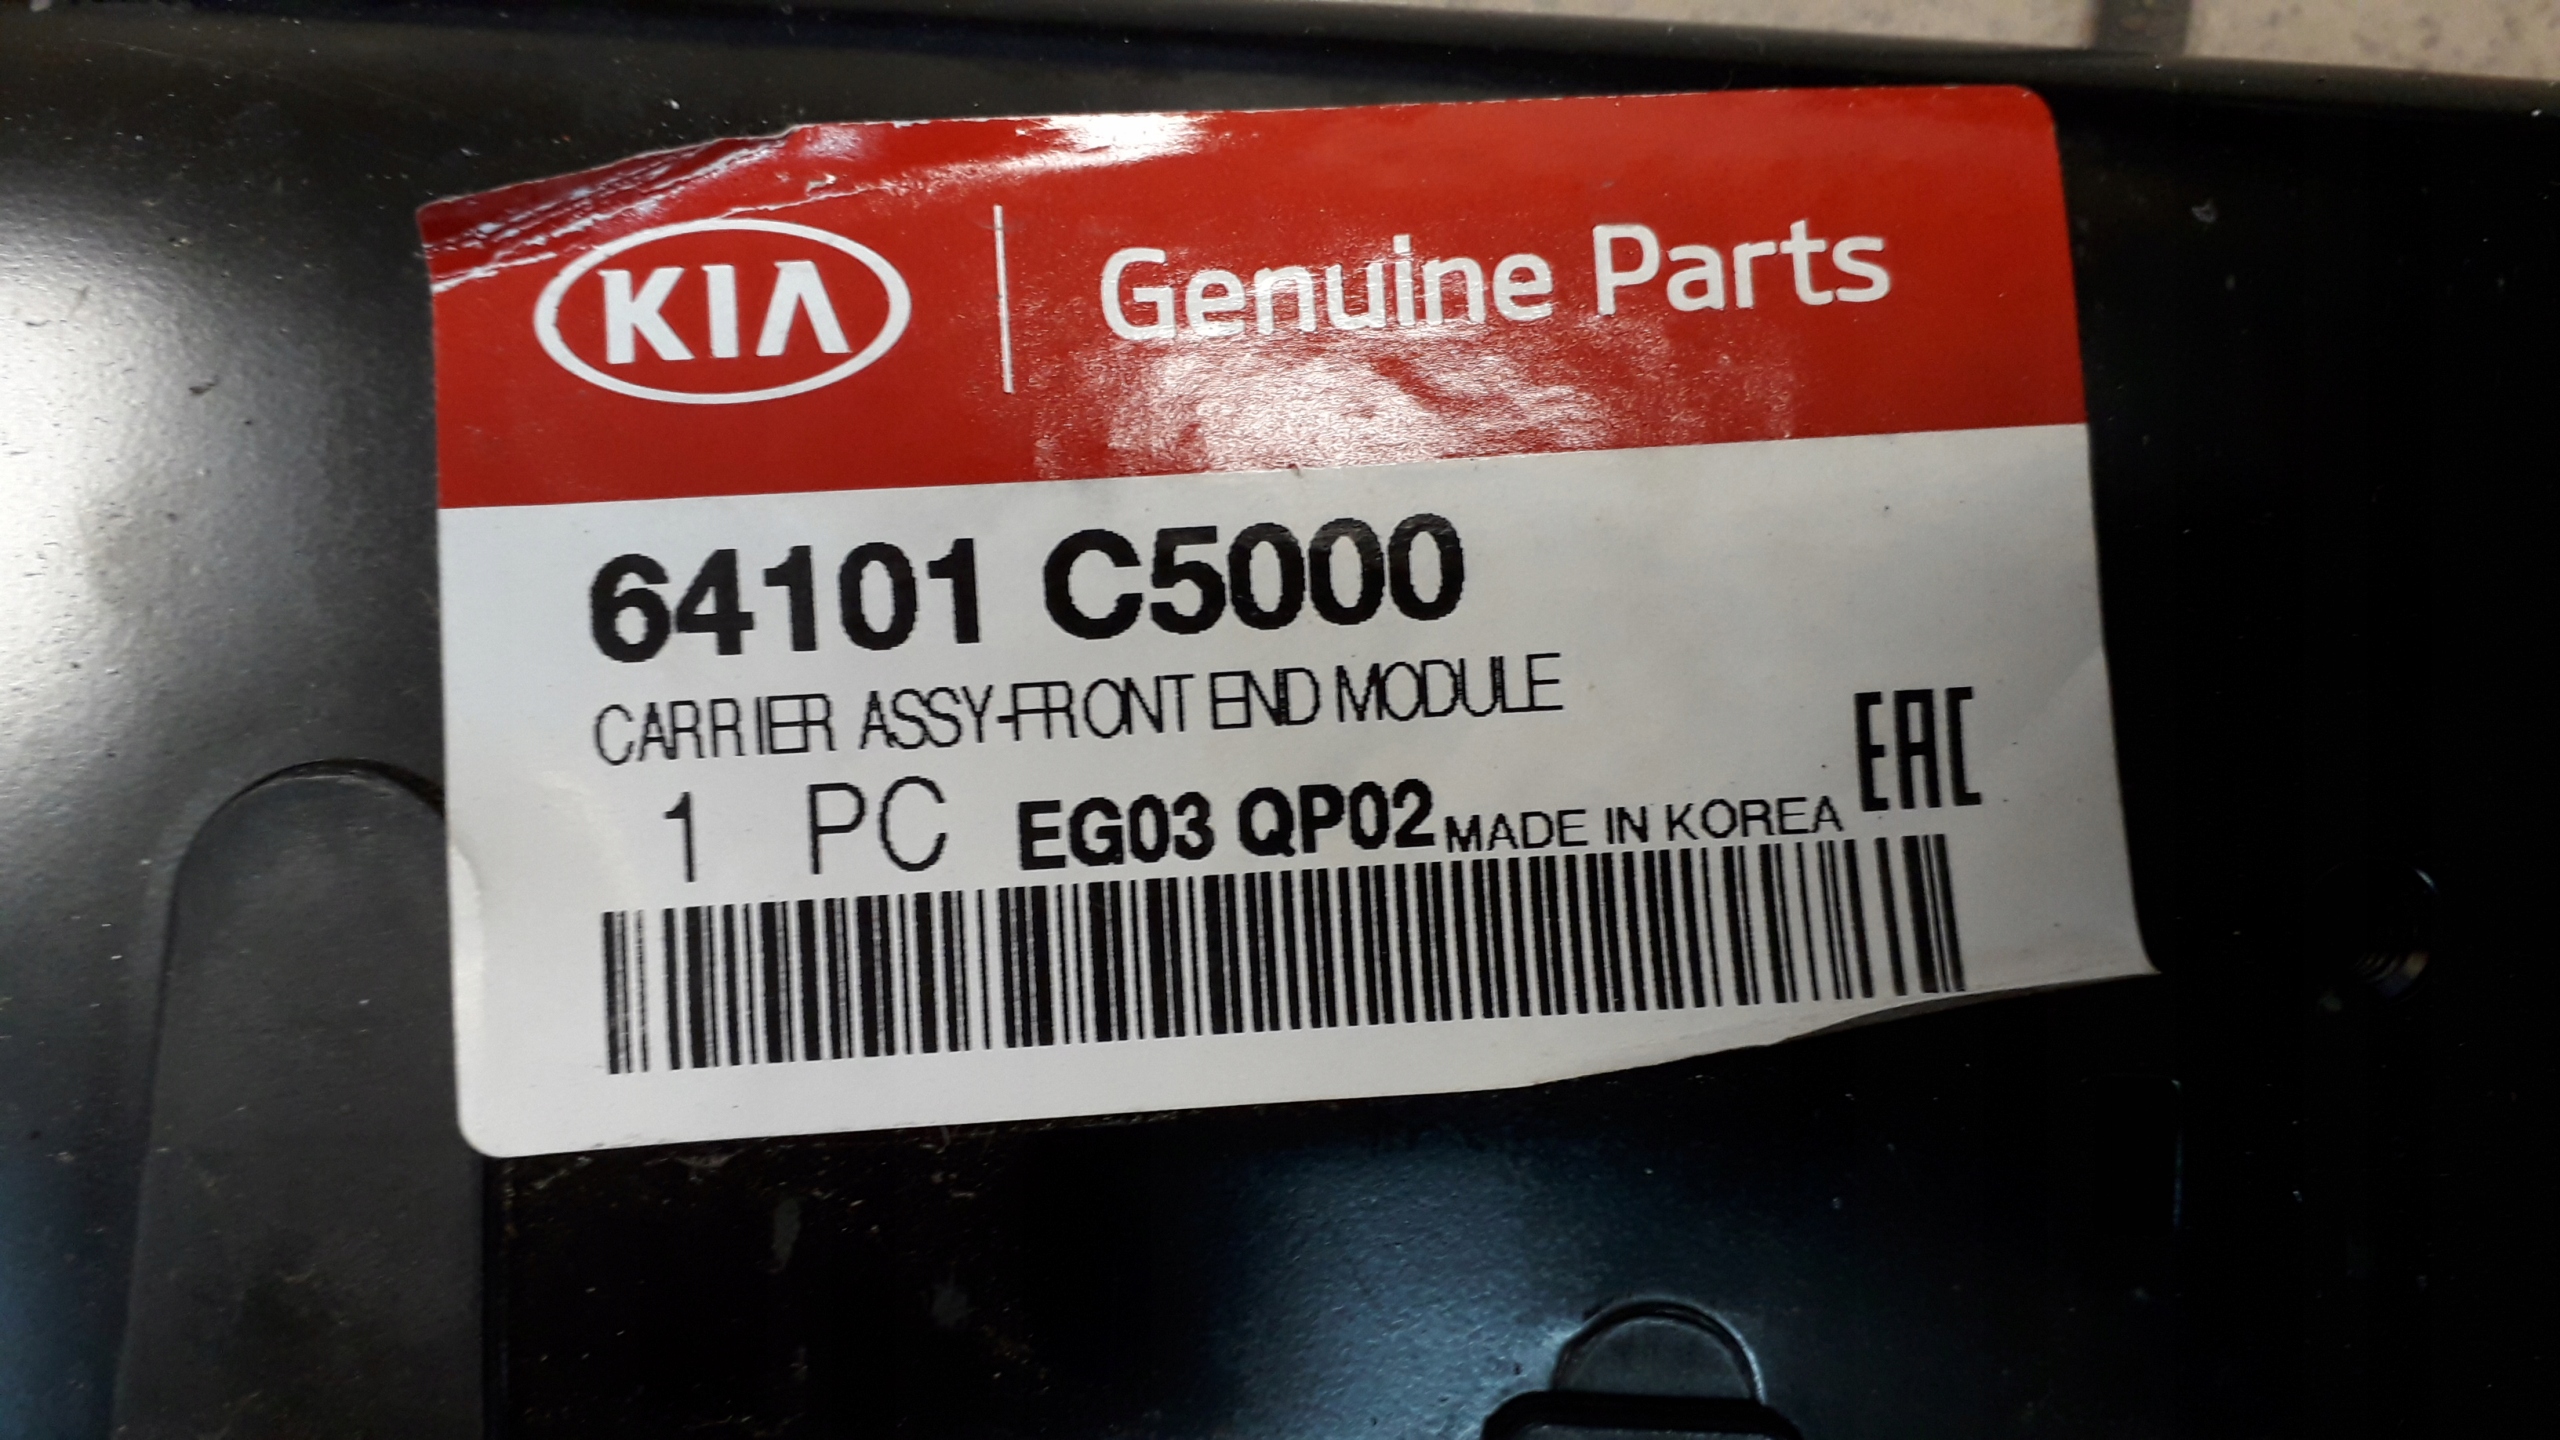 KIA Genuine Parts
64101 C5000
CARRIER ASSY-FRONT END MODULE
1 PC EG03 QP02 MADE IN KOREA EAC